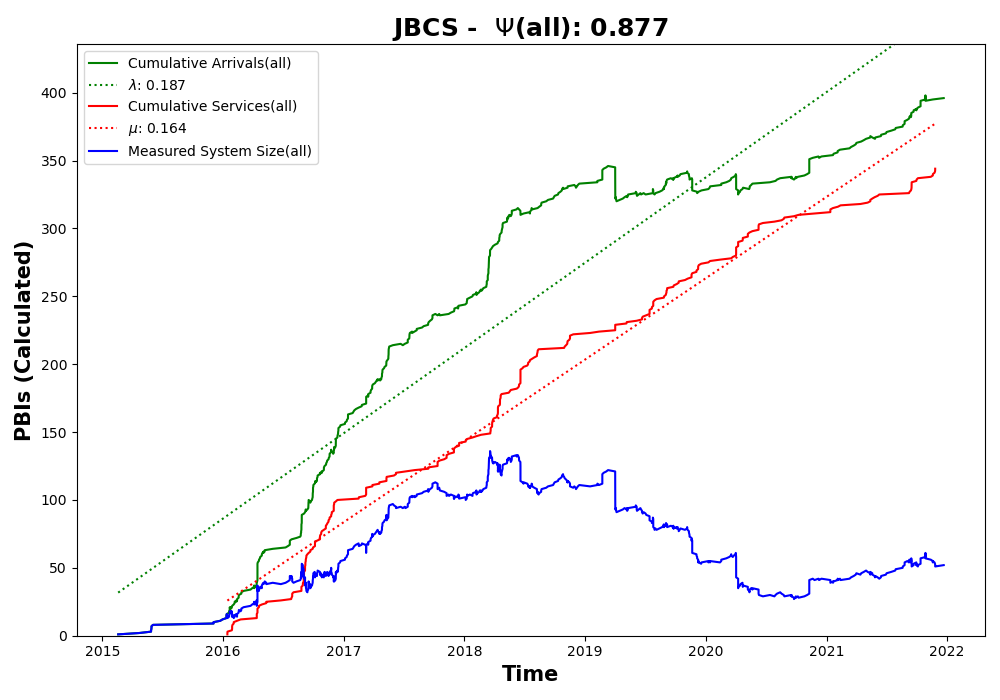 JBCS - Ψ(all): 0.877
Cumulative Arrivals(all)
λ: 0.187
Cumulative Services(all)
μ: 0.164
Measured System Size(all)
PBIs (Calculated)
400
350
300
250
200
150
100
50
0
2015 2016 2017 2018 2019 2020 2021 2022
Time